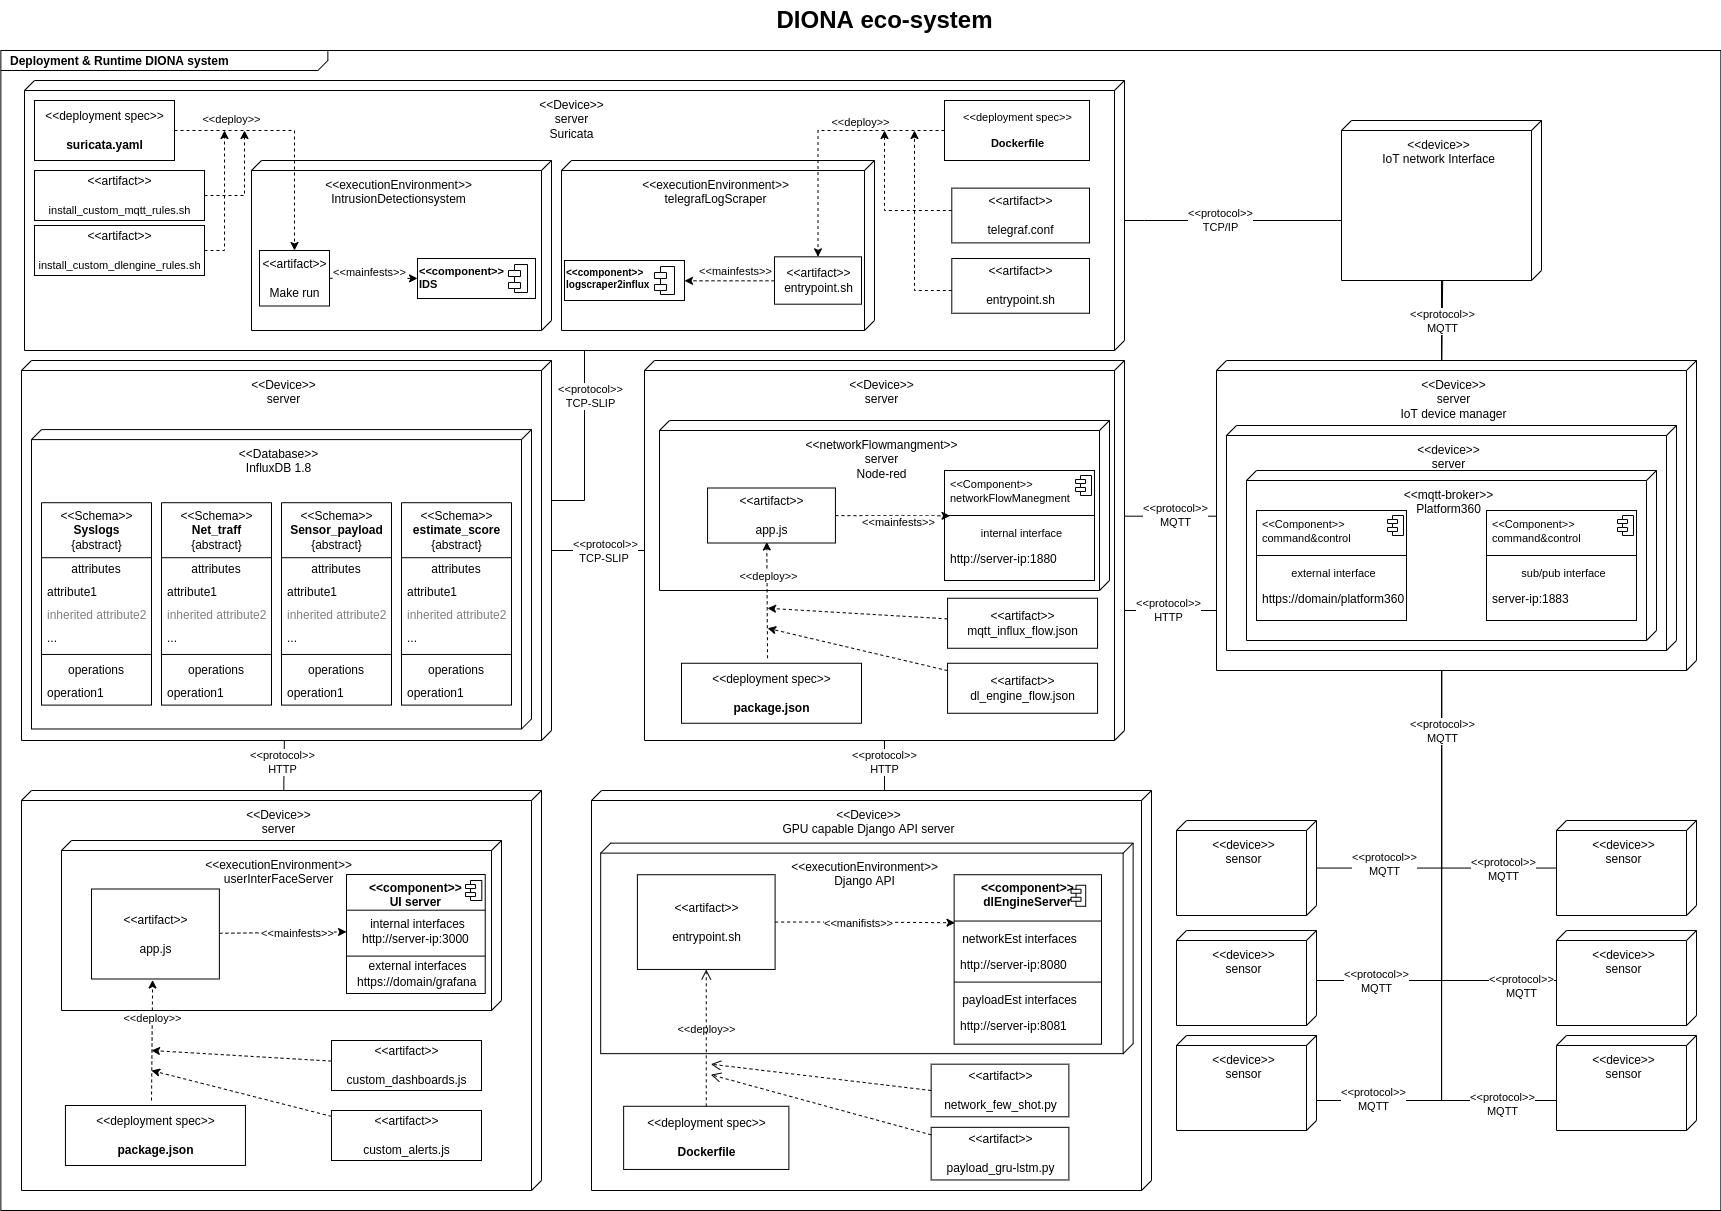 DIONA eco-system
Deployment & Runtime DIONA system
<<Device>>
server
Suricata
<<deployment spec>>
suricata.yaml
<<deploy>>
<<artifact>>
install_custom_mqtt_rules.sh
<<artifact>>
install_custom_dlengine_rules.sh
<<executionEnvironment>>
IntrusionDetectionsystem
<<artifact>>
Make run
<<mainfests>>
<<component>>
IDS
<<executionEnvironment>>
telegrafLogScraper
<<component>>
logscraper2influx
<<mainfests>>
<<artifact>>
entrypoint.sh
<<deploy>>
<<deployment spec>>
Dockerfile
<<artifact>>
telegraf.conf
<<artifact>>
entrypoint.sh
<<protocol>>
TCP/IP
<<device>>
IoT network Interface
<<protocol>>
MQTT
<<Device>>
server
<<Database>>
InfluxDB 1.8
<<Schema>>
Syslogs
{abstract}
attributes
attribute1
inherited attribute2
...
operations
operation1
<<Schema>>
Net_traff
{abstract}
attributes
attribute1
inherited attribute2
...
operations
operation1
<<Schema>>
Sensor_payload
{abstract}
attributes
attribute1
inherited attribute2
...
operations
operation1
<<Schema>>
estimate_score
{abstract}
attributes
attribute1
inherited attribute2
...
operations
operation1
<<protocol>>
TCP-SLIP
<<protocol>>
TCP-SLIP
<<Device>>
server
<<networkFlowmangment>>
server
Node-red
<<artifact>>
app.js
<<mainfests>>
<<Component>>
networkFlowManegment
internal interface
http://server-ip:1880
<<deploy>>
<<artifact>>
mqtt_influx_flow.json
<<artifact>>
dl_engine_flow.json
<<deployment spec>>
package.json
<<protocol>>
MQTT
<<protocol>>
HTTP
<<Device>>
server
IoT device manager
<<device>>
server
<<mqtt-broker>>
Platform360
<<Component>>
command&control
external interface
https://domain/platform360
<<Component>>
command&control
sub/pub interface
server-ip:1883
<<protocol>>
MQTT
<<protocol>>
HTTP
<<protocol>>
HTTP
<<Device>>
server
<<executionEnvironment>>
userInterFaceServer
<<artifact>>
app.js
<<mainfests>>
<<component>>
UI server
internal interfaces
http://server-ip:3000
external interfaces
https://domain/grafana
<<deploy>>
<<artifact>>
custom_dashboards.js
<<artifact>>
custom_alerts.js
<<deployment spec>>
package.json
<<Device>>
GPU capable Django API server
<<executionEnvironment>>
Django API
<<artifact>>
entrypoint.sh
<<manifists>>
<<component>>
dlEngineServer
networkEst interfaces
http://server-ip:8080
payloadEst interfaces
http://server-ip:8081
<<deploy>>
<<artifact>>
network_few_shot.py
<<artifact>>
payload_gru-lstm.py
<<deployment spec>>
Dockerfile
<<device>>
sensor
<<protocol>>
MQTT
<<protocol>>
MQTT
<<device>>
sensor
<<device>>
sensor
<<protocol>>
MQTT
<<protocol>>
MQTT
<<device>>
sensor
<<device>>
sensor
<<protocol>>
MQTT
<<protocol>>
MQTT
<<device>>
sensor